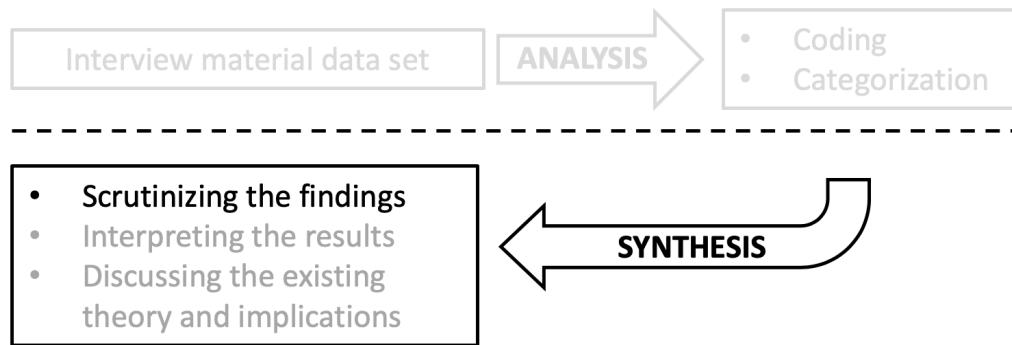 Interview material data set
ANALYSIS
• Coding
• Categorization
• Scrutinizing the findings
• Interpreting the results
• Discussing the existing
theory and implications
SYNTHESIS